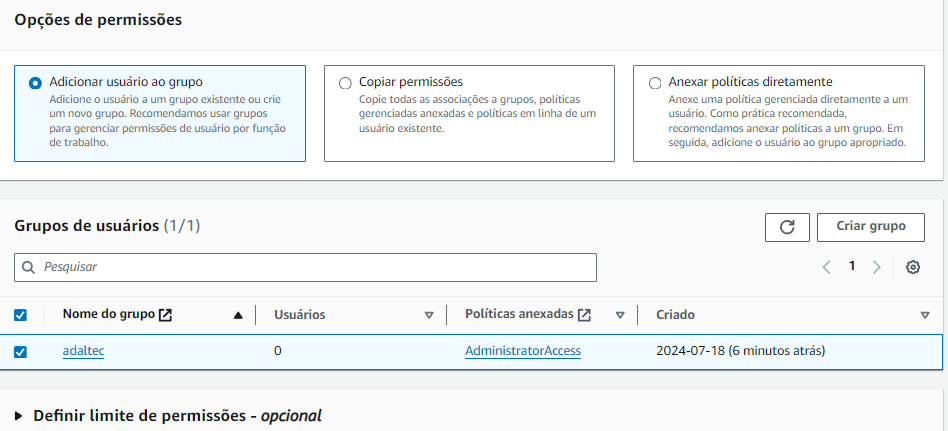 Opções de permissões
Adicionar usuário ao grupo
Adicione o usuário a um grupo existente ou crie
um novo grupo. Recomendamos usar grupos
para gerenciar permissões de usuário por função
de trabalho.
Copiar permissões
Copie todas as associações a grupos, políticas
gerenciadas anexadas e políticas em linha de um
usuário existente.
Anexar políticas diretamente
Anexe uma política gerenciada diretamente a um
usuário. Como prática recomendada,
recomendamos anexar políticas a um grupo. Em
seguida, adicione o usuário ao grupo apropriado.
Grupos de usuários (1/1)
Criar grupo
Pesquisar
1
Nome do grupo Usuários Políticas anexadas Criado
adaltec 0 AdministratorAccess 2024-07-18 (6 minutos atrás)
Definir limite de permissões - opcional